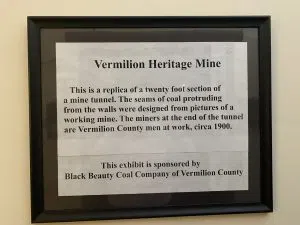 Vermilion Heritage Mine
This is a replica of a twenty foot section of
a mine tunnel. The seams of coal protruding
from the walls were designed from pictures of a
working mine. The miners at the end of the tunnel
are Vermilion County men at work, circa 1900.
This exhibit is sponsored by
Black Beauty Coal Company of Vermilion County